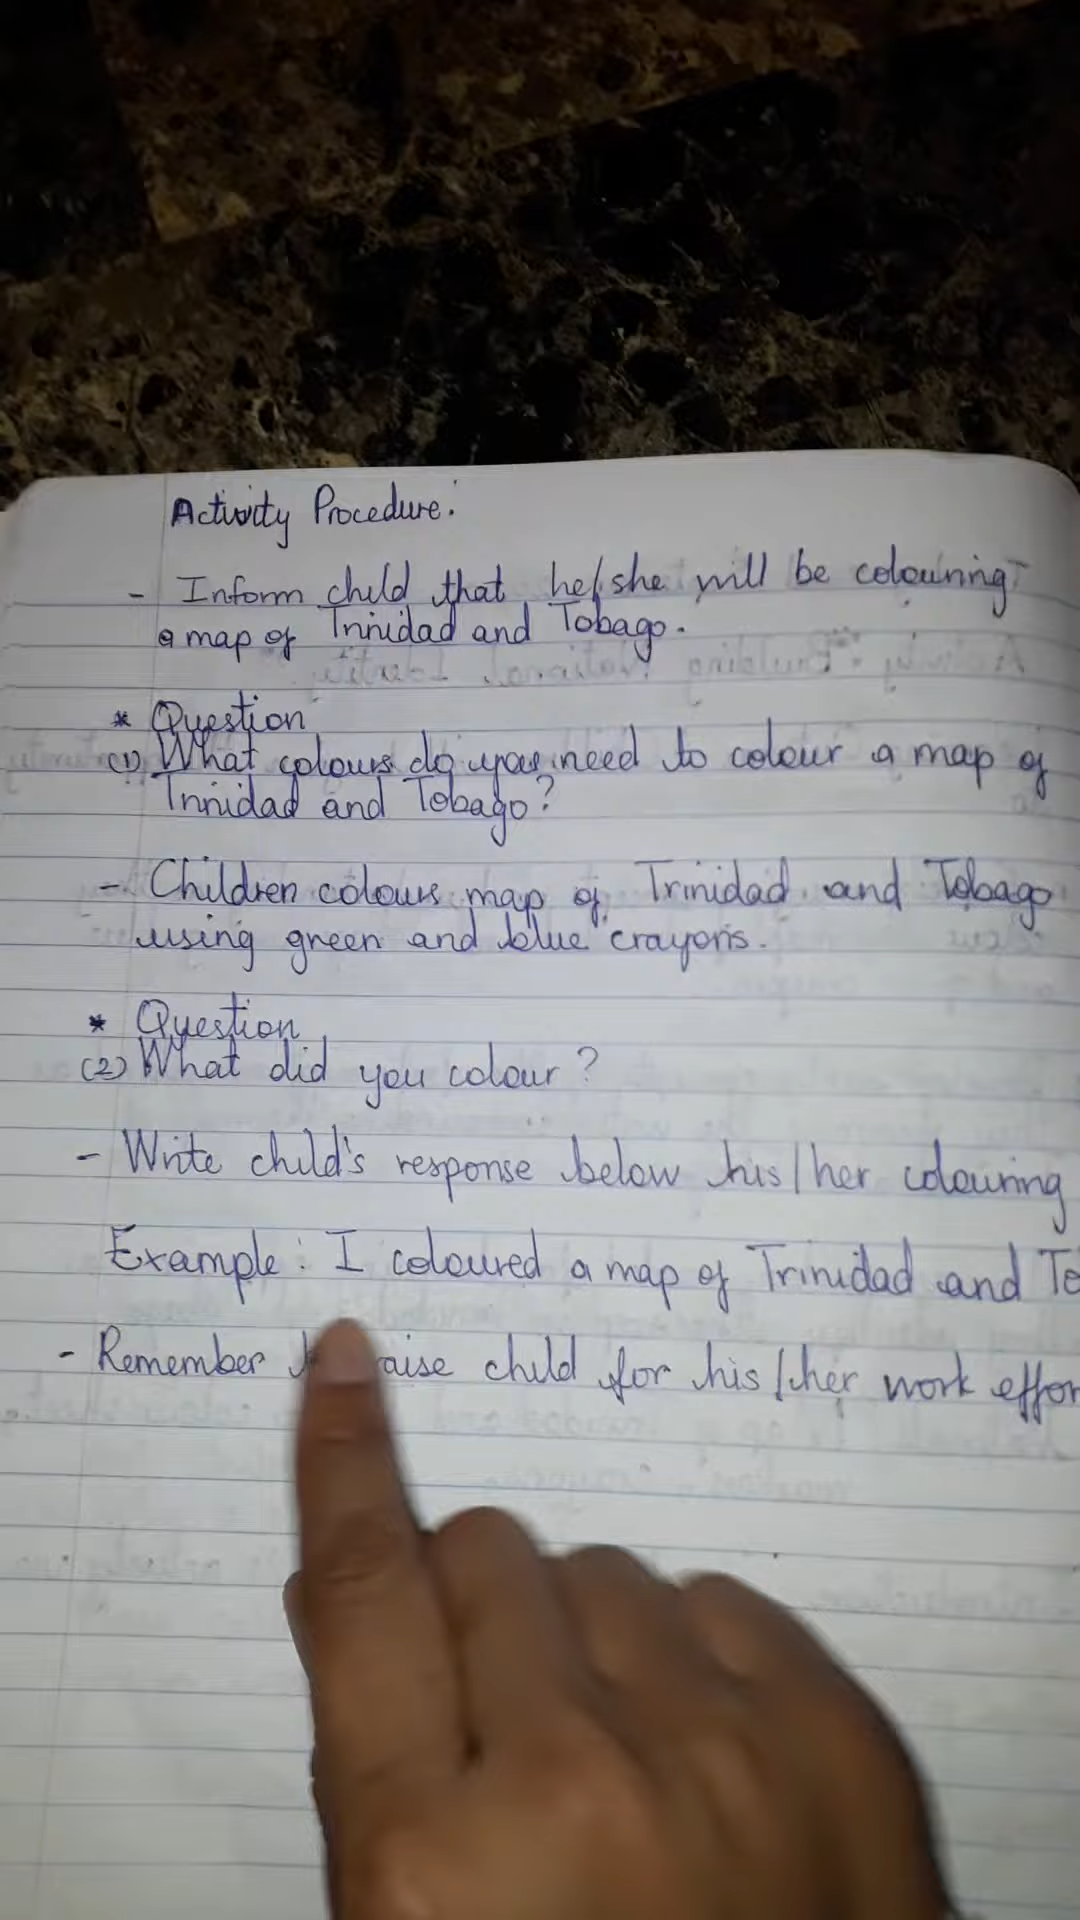 Activity Procedure:
- Inform child that he/she will be colouring
a map of Trinidad and Tobago.
* Question
(1) What colours do you need to colour a map of
Trinidad and Tobago?
- Children colours map of Trinidad and Tobago
using green and blue crayons.
* Question
(2) What did you colour?
- Write child's response below his/her colouring
Example: I coloured a map of Trinidad and To
- Remember raise child for his/her work effor